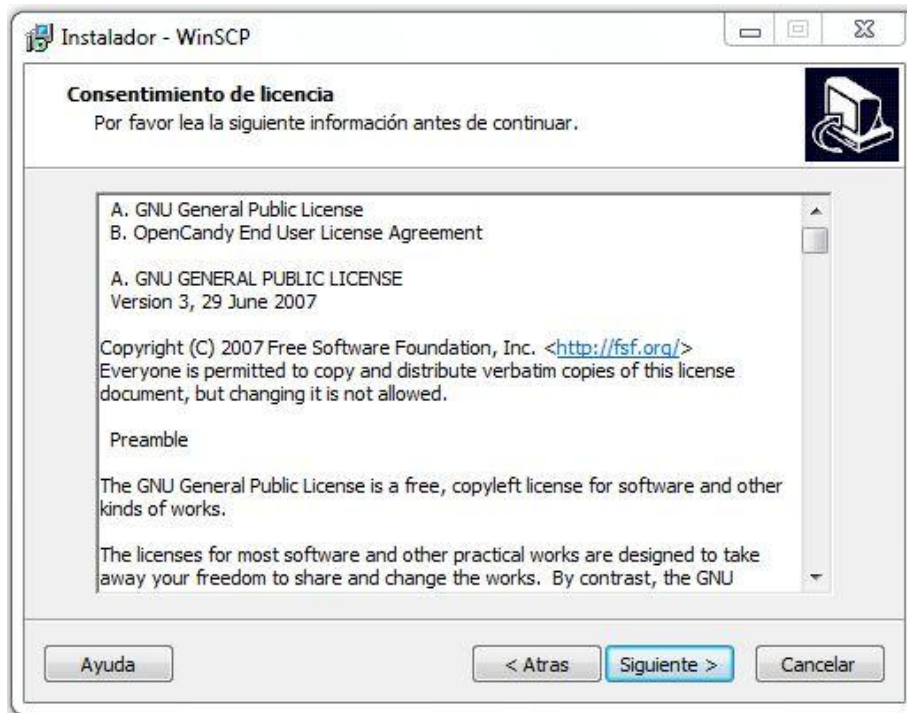 Instalador - WinSCP
Consentimiento de licencia
Por favor lea la siguiente información antes de continuar.
A. GNU General Public License
B. OpenCandy End User License Agreement
A. GNU GENERAL PUBLIC LICENSE
Version 3, 29 June 2007
Copyright (C) 2007 Free Software Foundation, Inc. <http://fsf.org/>
Everyone is permitted to copy and distribute verbatim copies of this license
document, but changing it is not allowed.
Preamble
The GNU General Public License is a free, copyleft license for software and other
kinds of works.
The licenses for most software and other practical works are designed to take
away your freedom to share and change the works. By contrast, the GNU
Ayuda
< Atras
Siguiente >
Cancelar